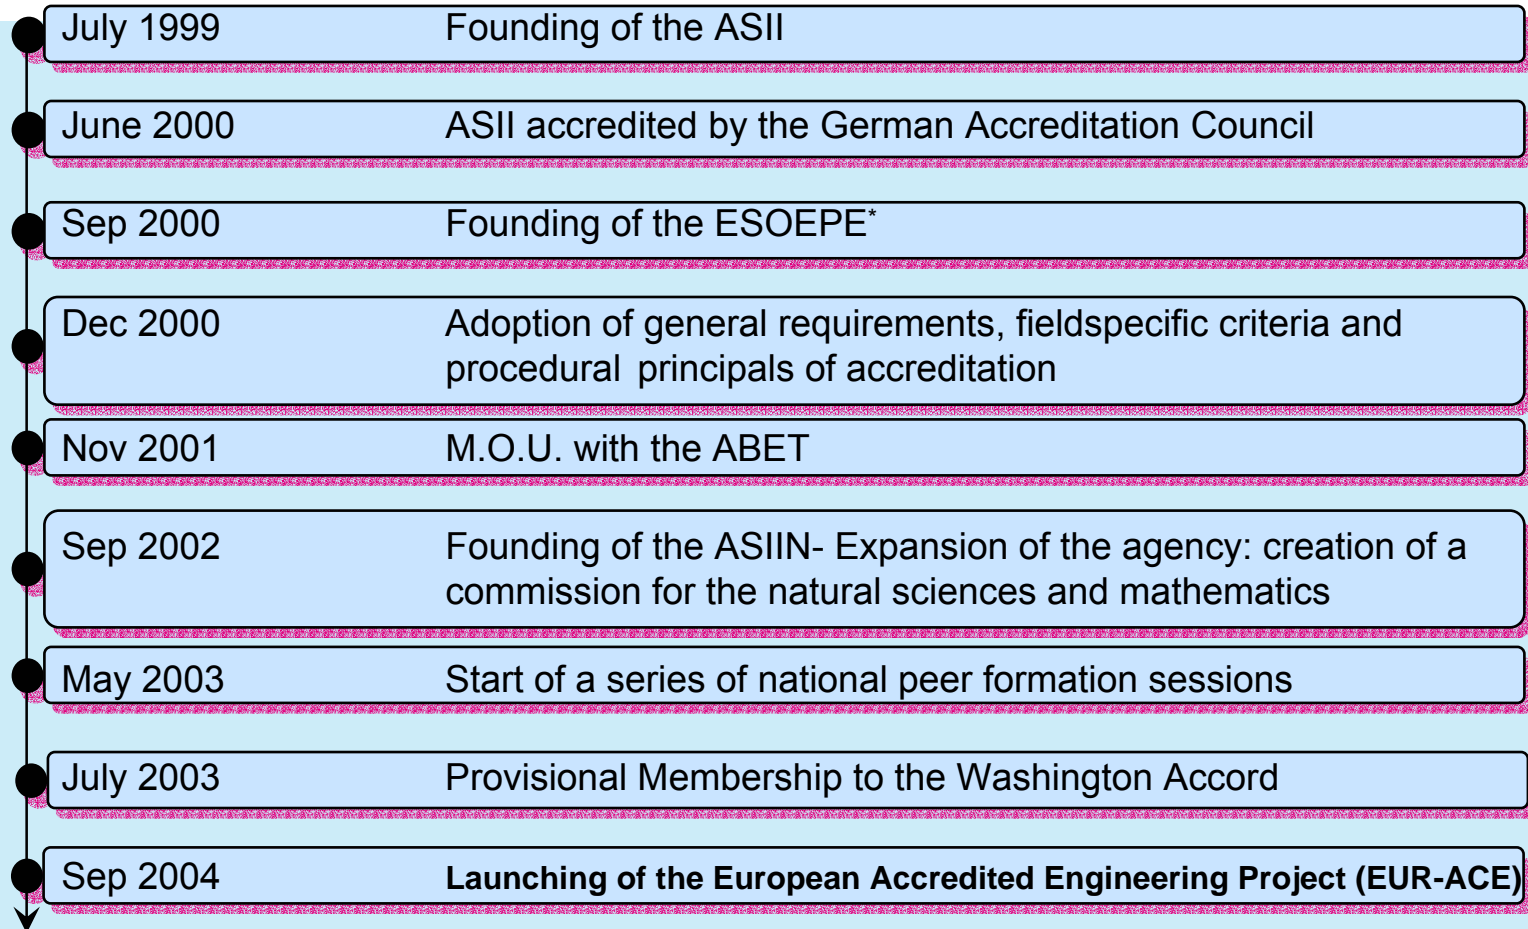 July 1999 Founding of the ASII
June 2000 ASII accredited by the German Accreditation Council
Sep 2000 Founding of the ESOEPE*
Dec 2000 Adoption of general requirements, fieldspecific criteria and
procedural principals of accreditation
Nov 2001 M.O.U. with the ABET
Sep 2002 Founding of the ASIIN- Expansion of the agency: creation of a
commission for the natural sciences and mathematics
May 2003 Start of a series of national peer formation sessions
July 2003 Provisional Membership to the Washington Accord
Sep 2004 Launching of the European Accredited Engineering Project (EUR-ACE)